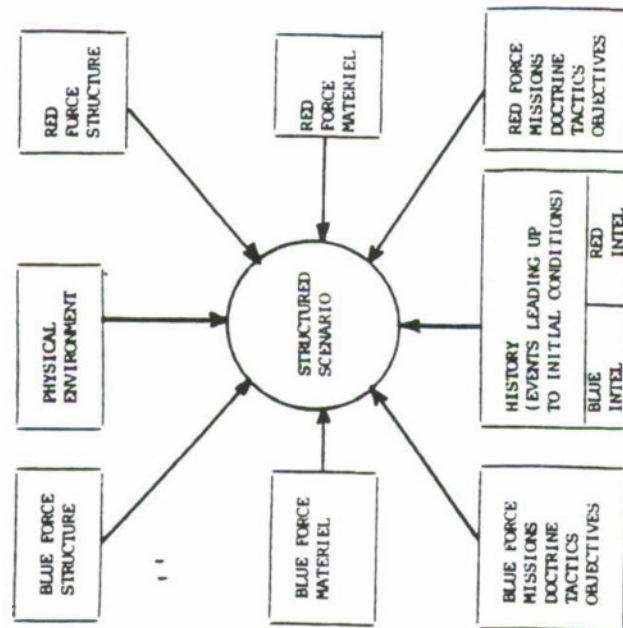 BLUE FORCE
STRUCTURE
PHYSICAL
ENVIRONMENT
RED
FORCE
STRUCTURE
BLUE FORCE
MATERIEL
STRUCTURED
SCENARIO
RED
FORCE
MATERIEL
BLUE FORCE
MISSIONS
DOCTRINE
TACTICS
OBJECTIVES
HISTORY
(EVENTS LEADING UP
TO INITIAL CONDITIONS)
BLUE
INTEL
RED
INTEL
RED FORCE
MISSIONS
DOCTRINE
TACTICS
OBJECTIVES